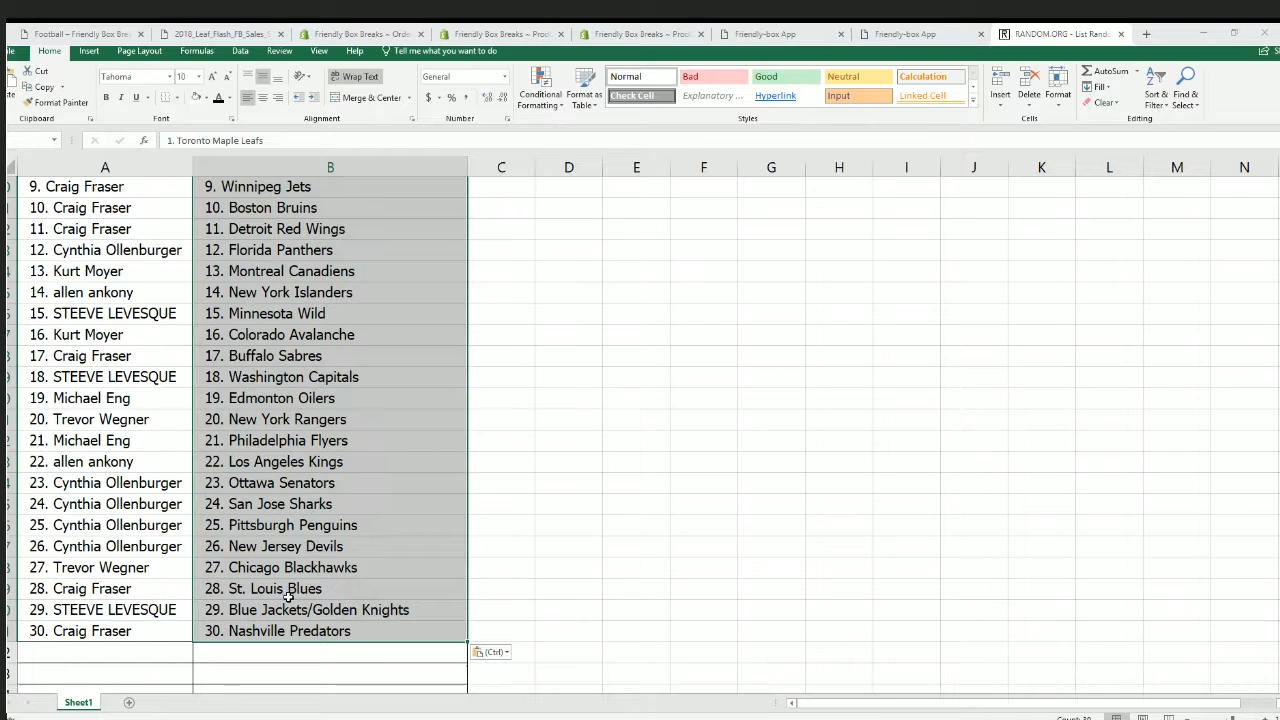 Football – Friendly Box Bre
2018_Leaf_Flash_FB_Sales_S
Friendly Box Breaks ~ Orde
Friendly Box Breaks ~ Proc
Friendly Box Breaks ~ Proc
Friendly-box App
Friendly-box App
RANDOM.ORG - List Rand
Home Insert Page Layout Formulas Data Review View Help Tell me what you want to do
Cut
Copy
Format Painter
Clipboard
Tahoma 10
B I U
Font
Wrap Text
Merge & Center
Alignment
General
$ % ,
Number
Conditional Formatting
Format as Table
Normal Bad Good Neutral Calculation
Check Cell Explanatory ... Hyperlink Input Linked Cell
Styles
Insert Delete Format
Cells
AutoSum
Fill
Clear
Sort & Filter
Find & Select
Editing
fx 1. Toronto Maple Leafs
A B C D E F G H I J K L M N
9. Craig Fraser 9. Winnipeg Jets
10. Craig Fraser 10. Boston Bruins
11. Craig Fraser 11. Detroit Red Wings
12. Cynthia Ollenburger 12. Florida Panthers
13. Kurt Moyer 13. Montreal Canadiens
14. allen ankony 14. New York Islanders
15. STEEVE LEVESQUE 15. Minnesota Wild
16. Kurt Moyer 16. Colorado Avalanche
17. Craig Fraser 17. Buffalo Sabres
18. STEEVE LEVESQUE 18. Washington Capitals
19. Michael Eng 19. Edmonton Oilers
20. Trevor Wegner 20. New York Rangers
21. Michael Eng 21. Philadelphia Flyers
22. allen ankony 22. Los Angeles Kings
23. Cynthia Ollenburger 23. Ottawa Senators
24. Cynthia Ollenburger 24. San Jose Sharks
25. Cynthia Ollenburger 25. Pittsburgh Penguins
26. Cynthia Ollenburger 26. New Jersey Devils
27. Trevor Wegner 27. Chicago Blackhawks
28. Craig Fraser 28. St. Louis Blues
29. STEEVE LEVESQUE 29. Blue Jackets/Golden Knights
30. Craig Fraser 30. Nashville Predators
(Ctrl)
Sheet1